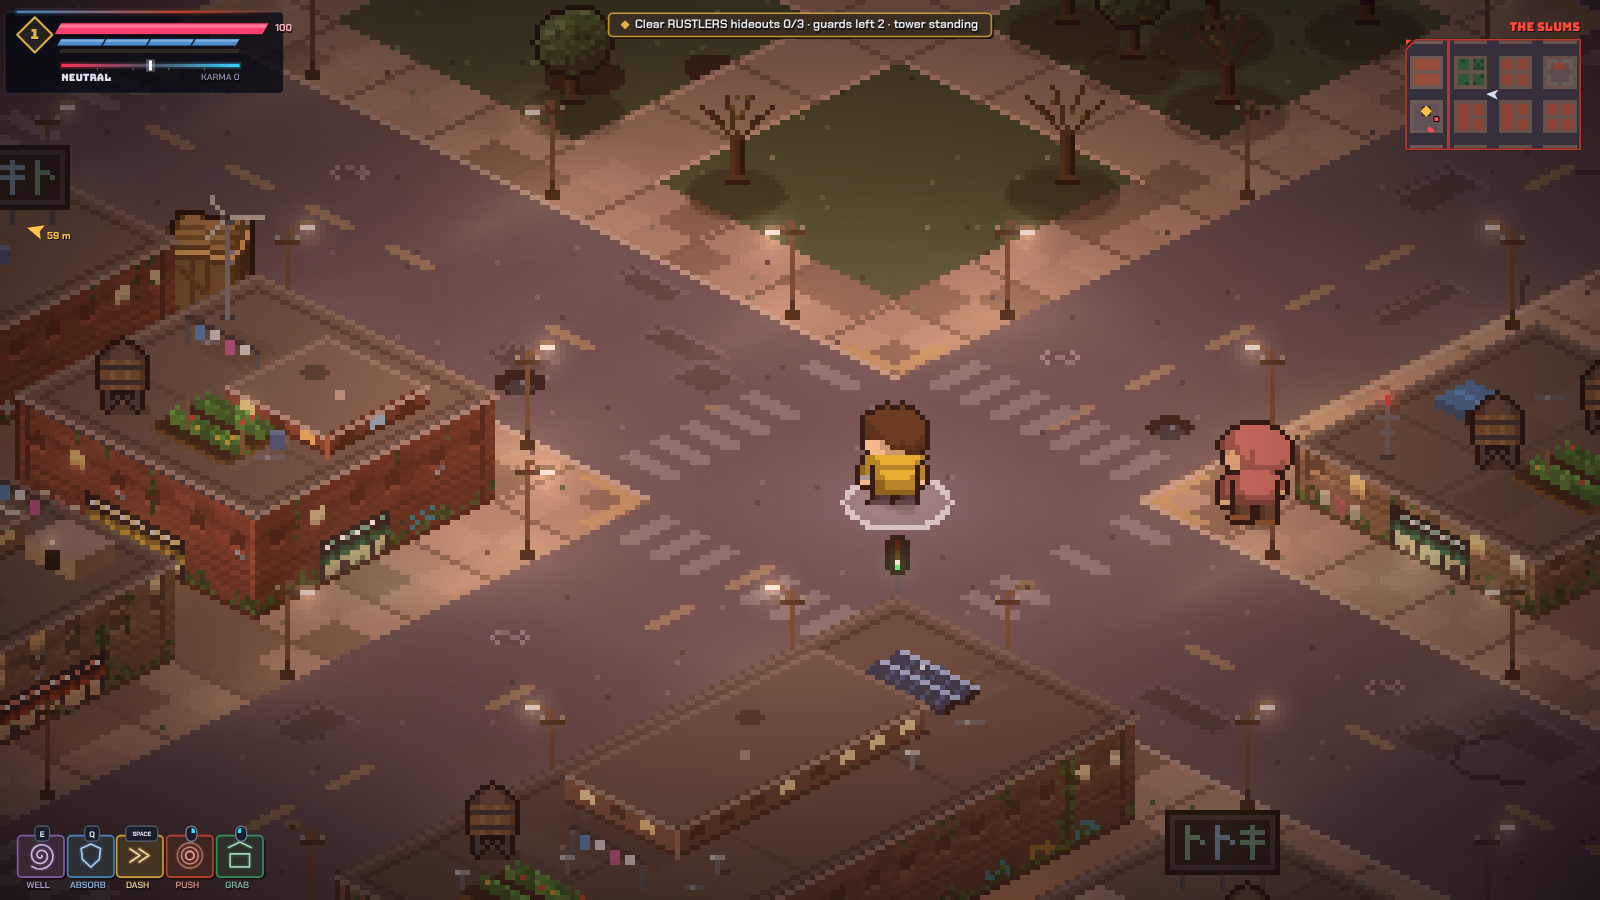 1
100
NEUTRAL
KARMA 0
Clear RUSTLERS hideouts 0/3 · guards left 2 · tower standing
THE SLUMS
59 m
E
Q
SPACE
WELL
ABSORB
DASH
PUSH
GRAB